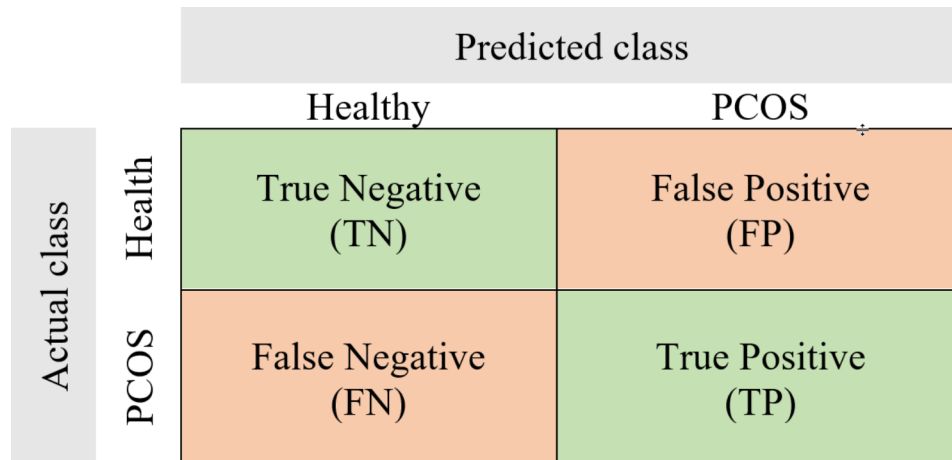 Predicted class
Healthy PCOS
Actual class
Health
True Negative
(TN)
False Positive
(FP)
PCOS
False Negative
(FN)
True Positive
(TP)